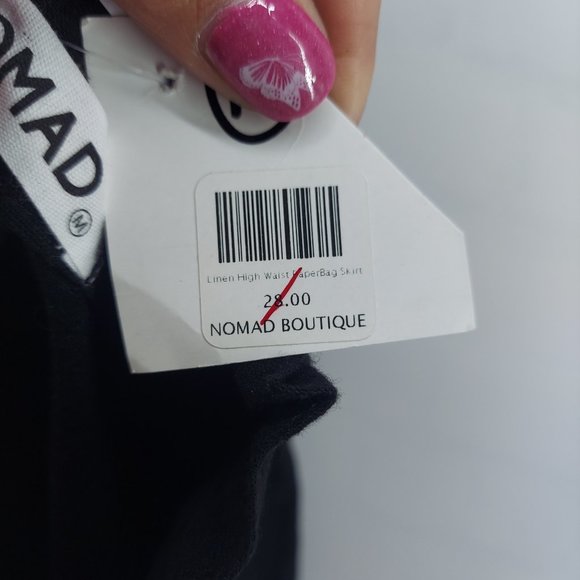 OMAD
M
Linen High Waist PaperBag Skirt
28.00
NOMAD BOUTIQUE